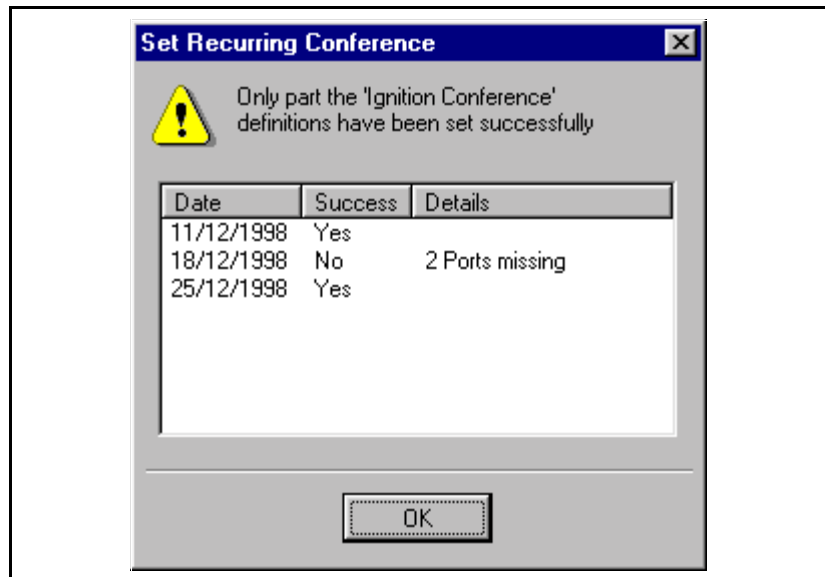 Set Recurring Conference
Only part the 'Ignition Conference'
definitions have been set successfully
Date Success Details
11/12/1998 Yes
18/12/1998 No 2 Ports missing
25/12/1998 Yes
OK